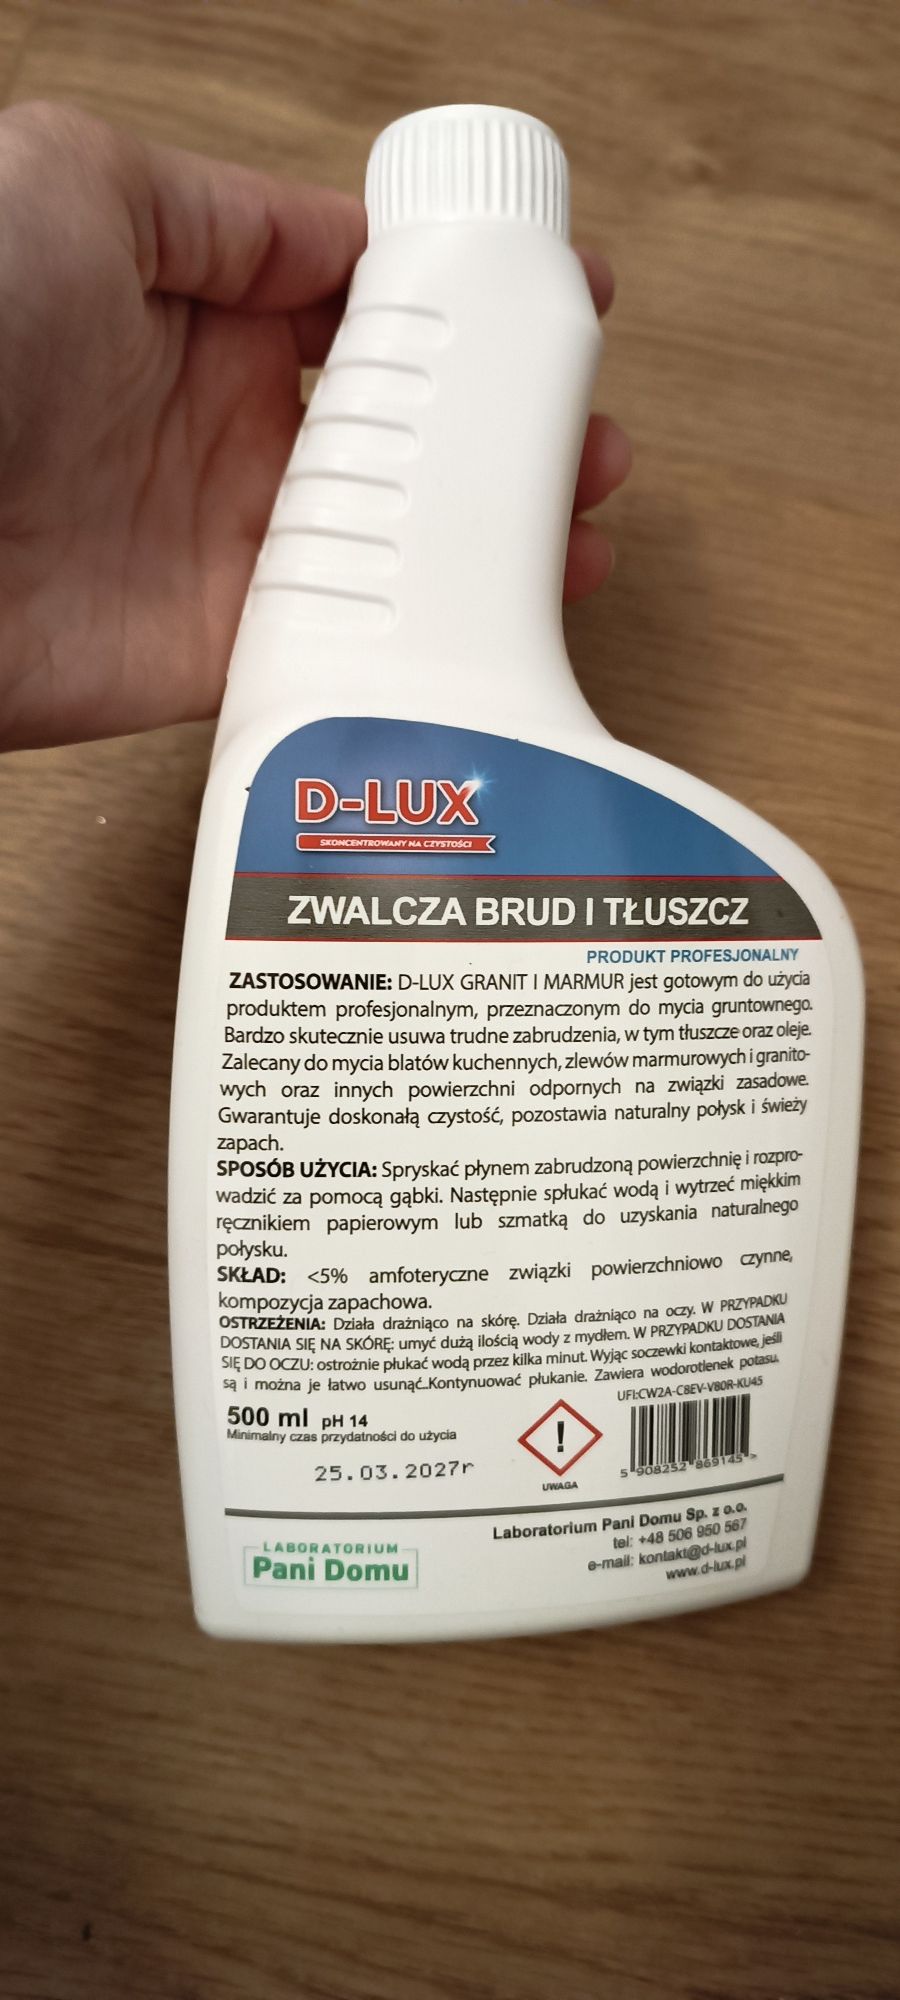 D-LUX
SKONCENTROWANY NA CZYSTOŚCI
ZWALCZA BRUD I TŁUSZCZ
PRODUKT PROFESJONALNY
ZASTOSOWANIE: D-LUX GRANIT I MARMUR jest gotowym do użycia
produktem profesjonalnym, przeznaczonym do mycia gruntownego.
Bardzo skutecznie usuwa trudne zabrudzenia, w tym tłuszcze oraz oleje.
Zalecany do mycia blatów kuchennych, zlewów marmurowych i granito-
wych oraz innych powierzchni odpornych na związki zasadowe.
Gwarantuje doskonałą czystość, pozostawia naturalny połysk i świeży
zapach.
SPOSÓB UŻYCIA: Spryskać płynem zabrudzoną powierzchnię i rozpro-
wadzić za pomocą gąbki. Następnie spłukać wodą i wytrzeć miękkim
ręcznikiem papierowym lub szmatką do uzyskania naturalnego
połysku.
SKŁAD: <5% amfoteryczne związki powierzchniowo czynne,
kompozycja zapachowa.
OSTRZEŻENIA: Działa drażniąco na skórę. Działa drażniąco na oczy. W PRZYPADKU
DOSTANIA SIĘ NA SKÓRĘ: umyć dużą ilością wody z mydłem. W PRZYPADKU DOSTANIA
SIĘ DO OCZU: ostrożnie płukać wodą przez kilka minut. Wyjąc soczewki kontaktowe, jeśli
są i można je łatwo usunąć..Kontynuować płukanie. Zawiera wodorotlenek potasu.
UFI:CW2A-C8EV-V80R-KU45
500 ml pH 14
Minimalny czas przydatności do użycia
25.03.2027r
!
UWAGA
5 908252 869145 >
Laboratorium Pani Domu Sp. z o.o.
tel: +48 506 950 567
e-mail: kontakt@d-lux.pl
www.d-lux.pl
LABORATORIUM
Pani Domu